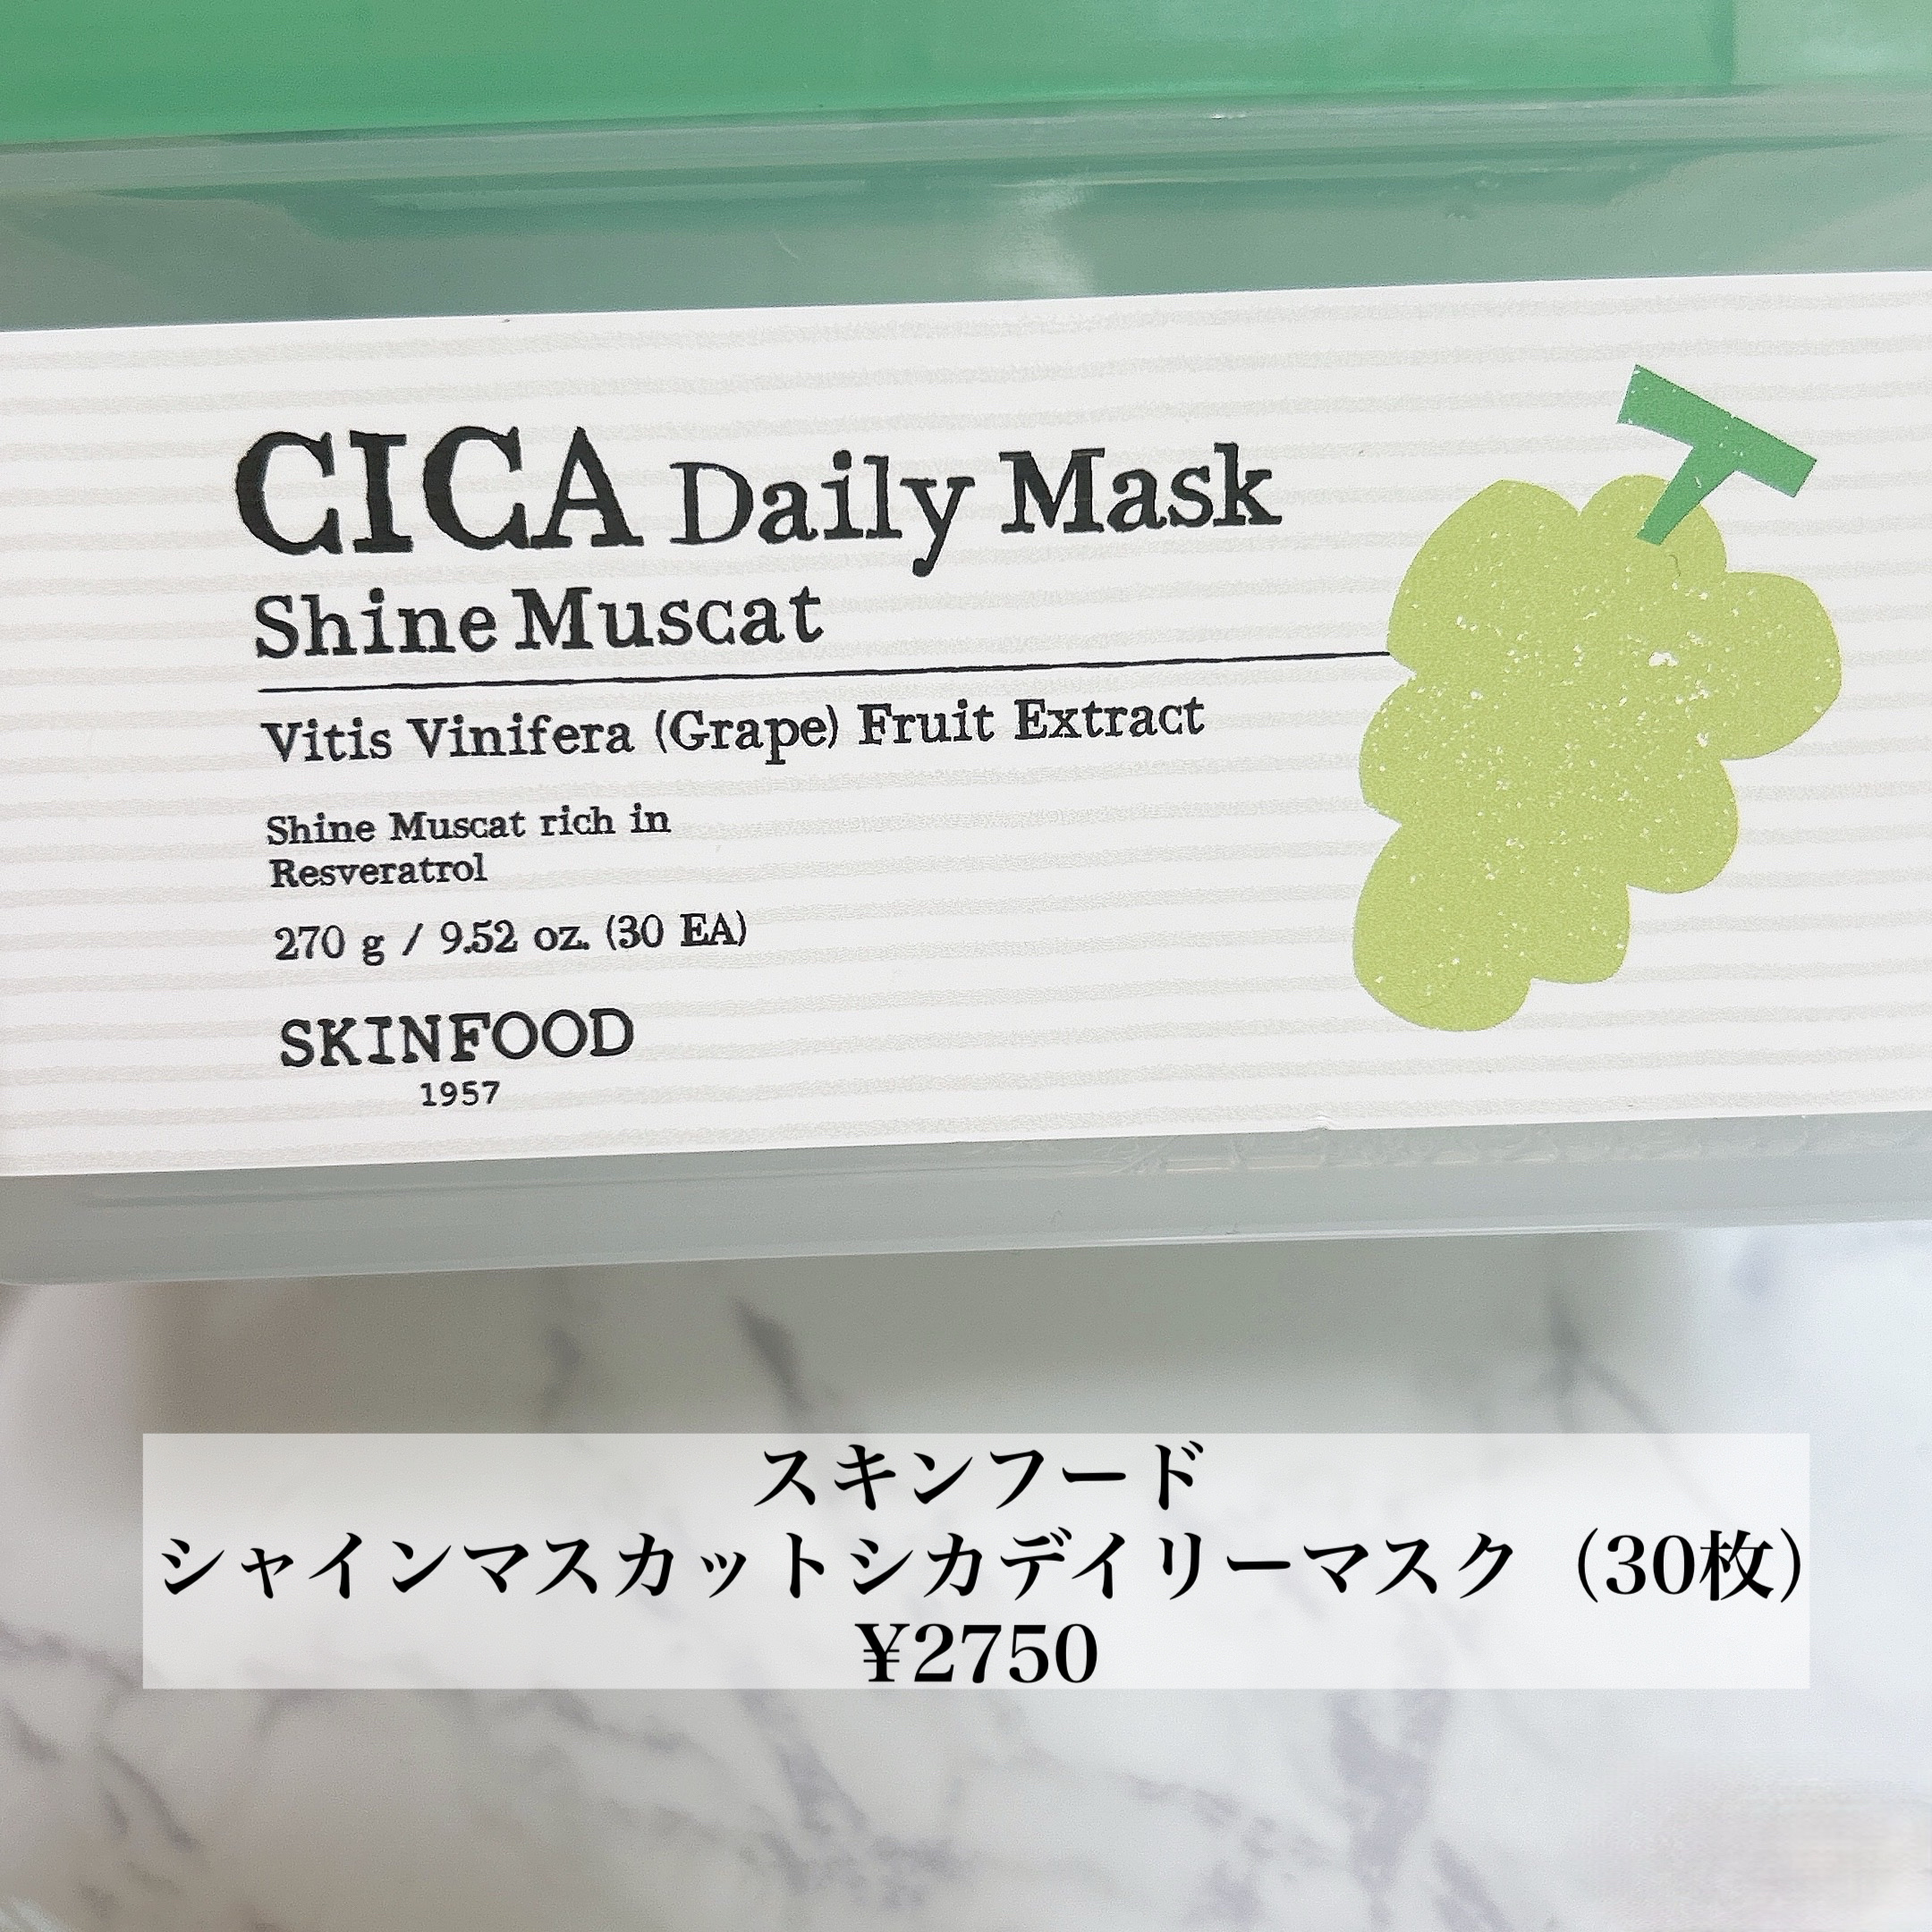 CICA Daily Mask
Shine Muscat
Vitis Vinifera (Grape) Fruit Extract
Shine Muscat rich in
Resveratrol
270 g / 9.52 oz. (30 EA)
SKINFOOD
1957
スキンフード
シャインマスカットシカデイリーマスク（30枚）
¥2750